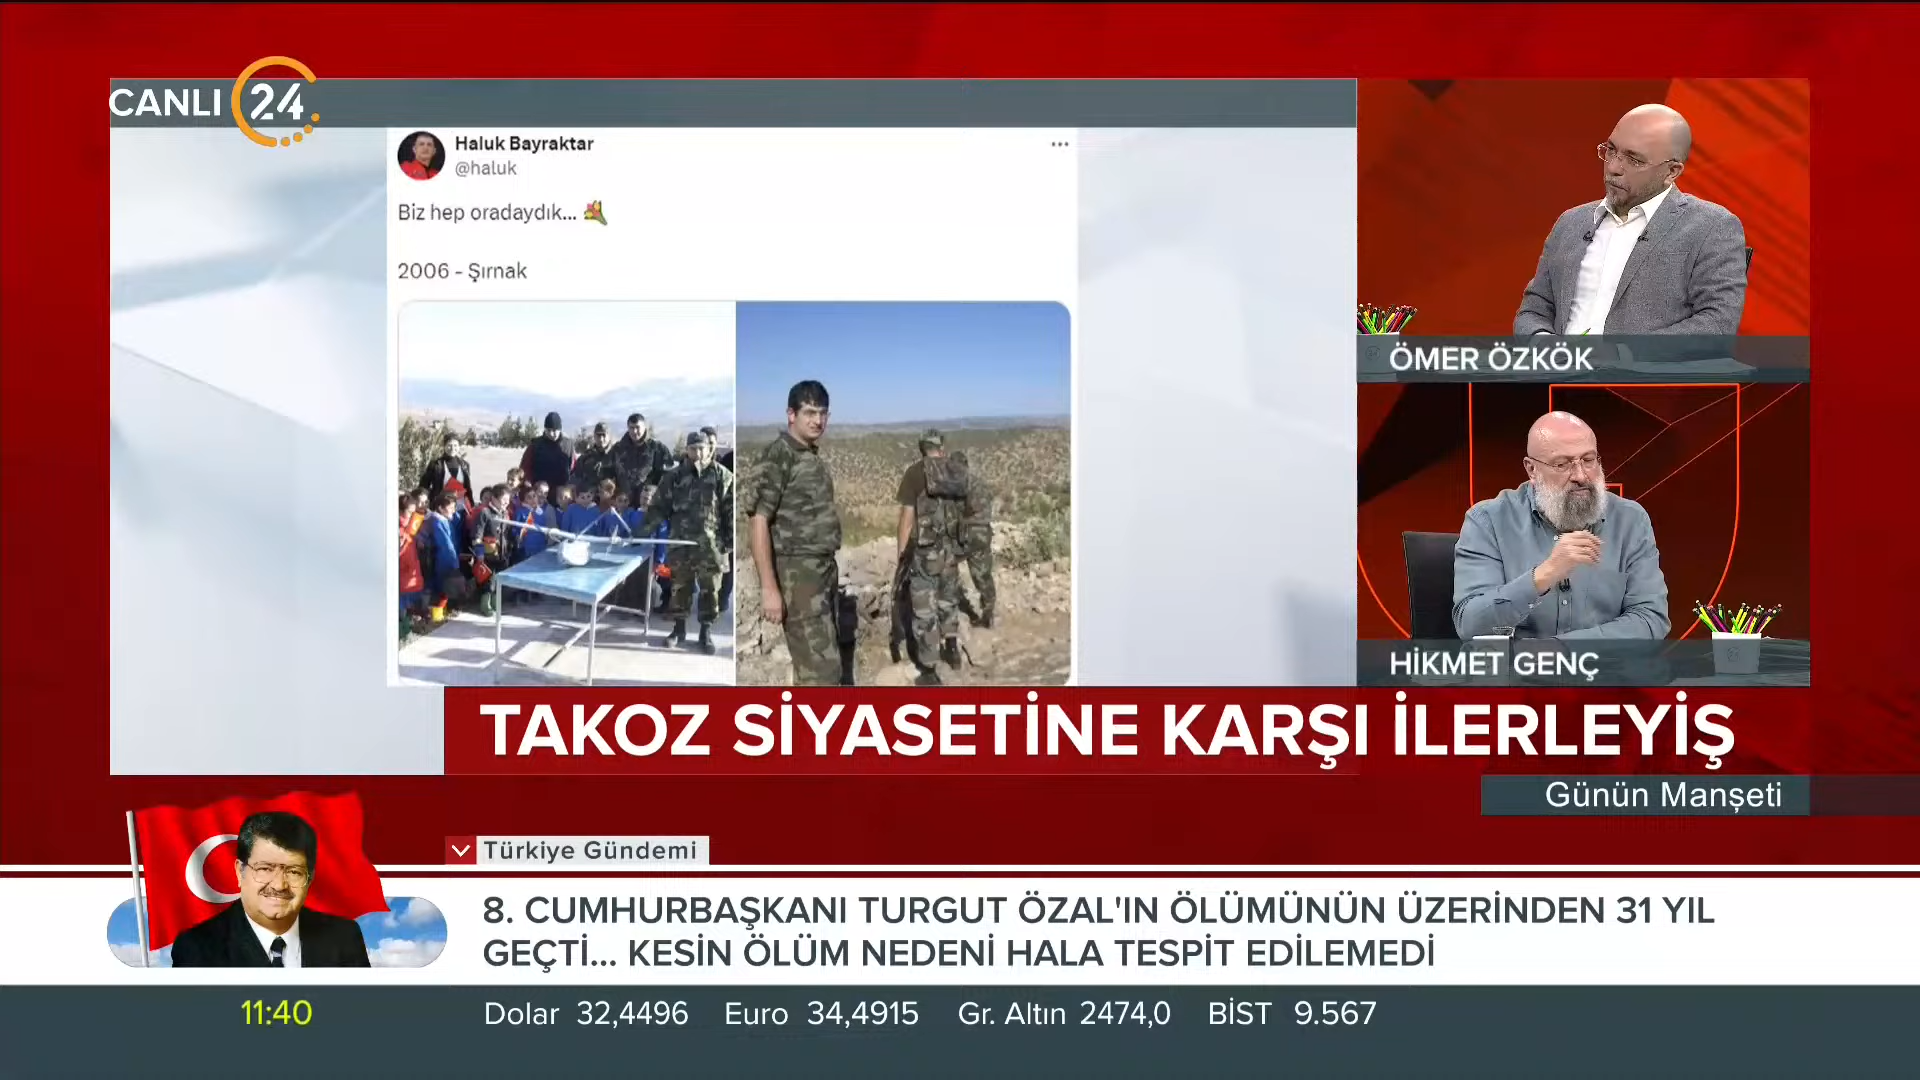 CANLI 24
Haluk Bayraktar
@haluk
Biz hep oradaydık...
2006 - Şırnak
ÖMER ÖZKÖK
HİKMET GENÇ
TAKOZ SİYASETİNE KARŞI İLERLEYİŞ
Günün Manşeti
Türkiye Gündemi
8. CUMHURBAŞKANI TURGUT ÖZAL'IN ÖLÜMÜNÜN ÜZERİNDEN 31 YIL
GEÇTİ... KESİN ÖLÜM NEDENİ HALA TESPİT EDİLEMEDİ
11:40 Dolar 32,4496 Euro 34,4915 Gr. Altın 2474,0 BİST 9.567